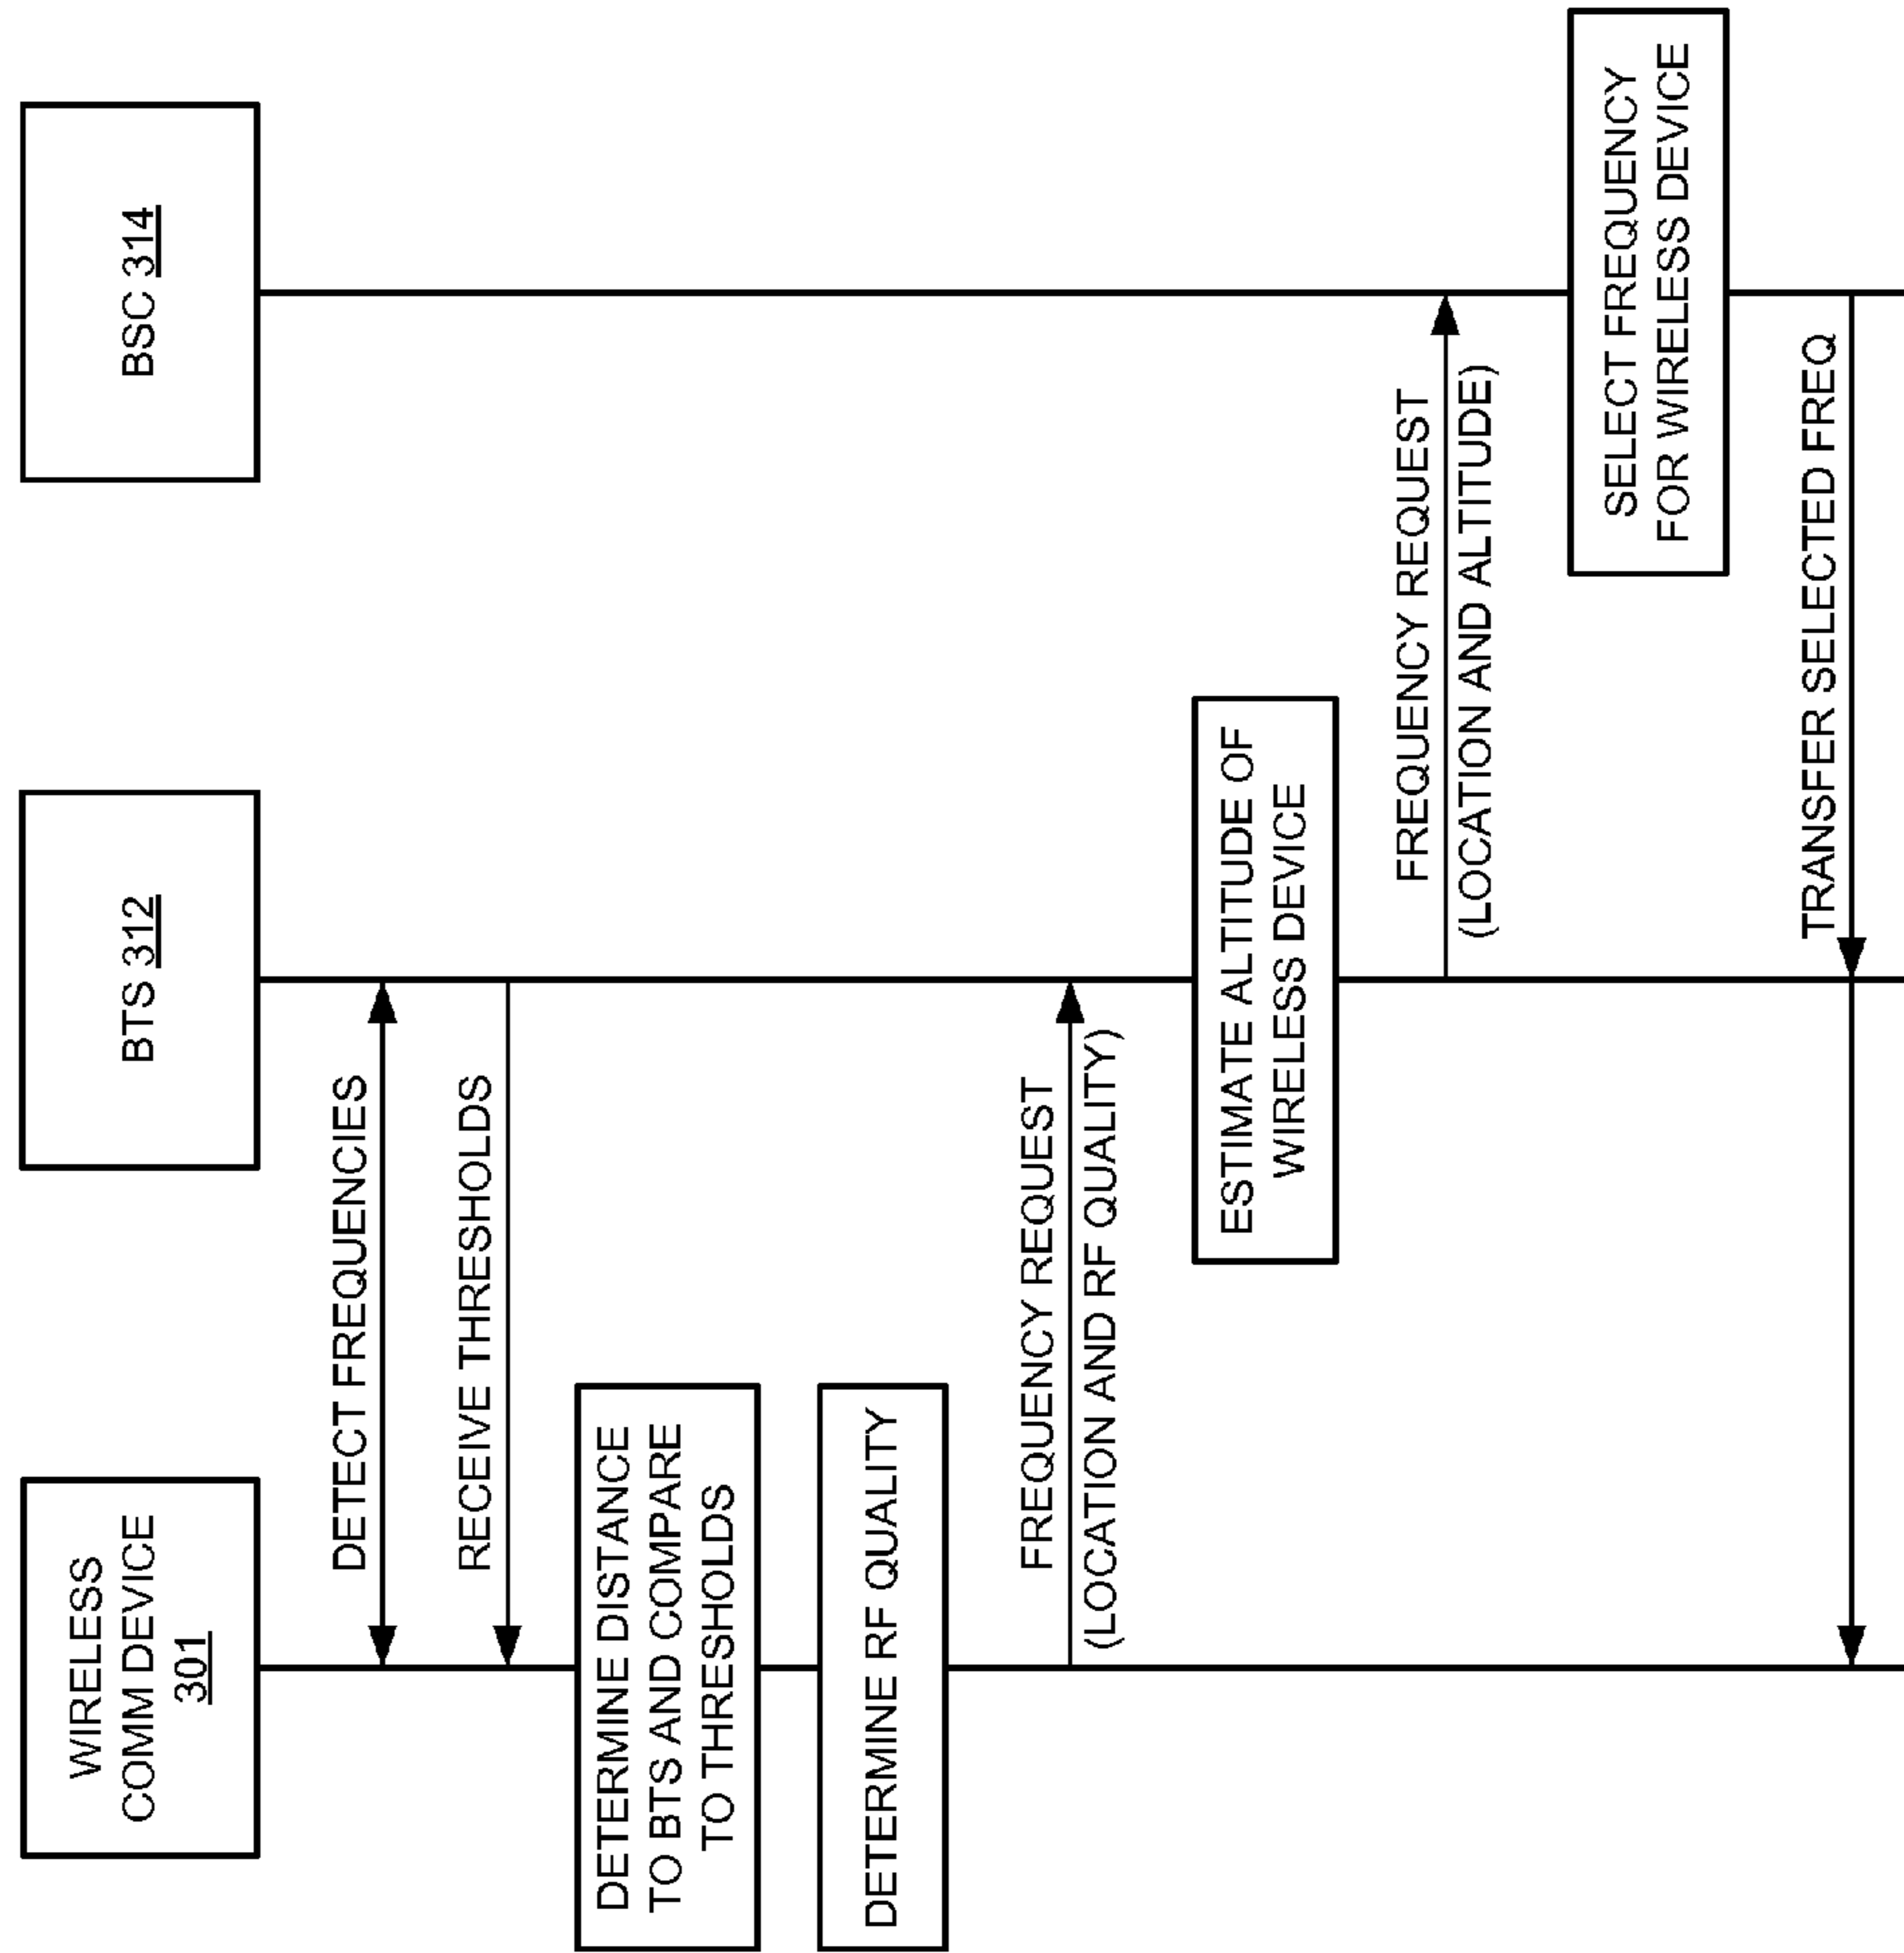 WIRELESS
COMM DEVICE
301
BTS 312
BSC 314
DETECT FREQUENCIES
RECEIVE THRESHOLDS
DETERMINE DISTANCE
TO BTS AND COMPARE
TO THRESHOLDS
DETERMINE RF QUALITY
FREQUENCY REQUEST
(LOCATION AND RF QUALITY)
ESTIMATE ALTITUDE OF
WIRELESS DEVICE
FREQUENCY REQUEST
(LOCATION AND ALTITUDE)
SELECT FREQUENCY
FOR WIRELESS DEVICE
TRANSFER SELECTED FREQ